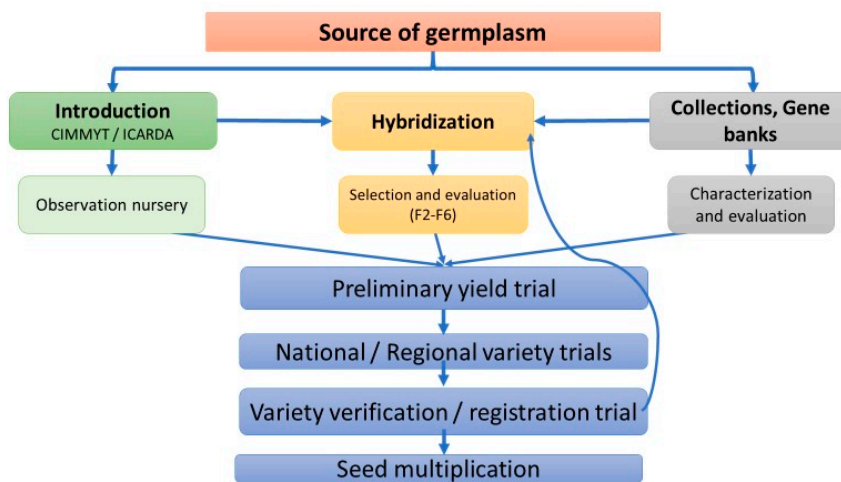 Source of germplasm
Introduction
CIMMYT / ICARDA
Hybridization
Collections, Gene
banks
Observation nursery
Selection and evaluation
(F2-F6)
Characterization
and evaluation
Preliminary yield trial
National / Regional variety trials
Variety verification / registration trial
Seed multiplication